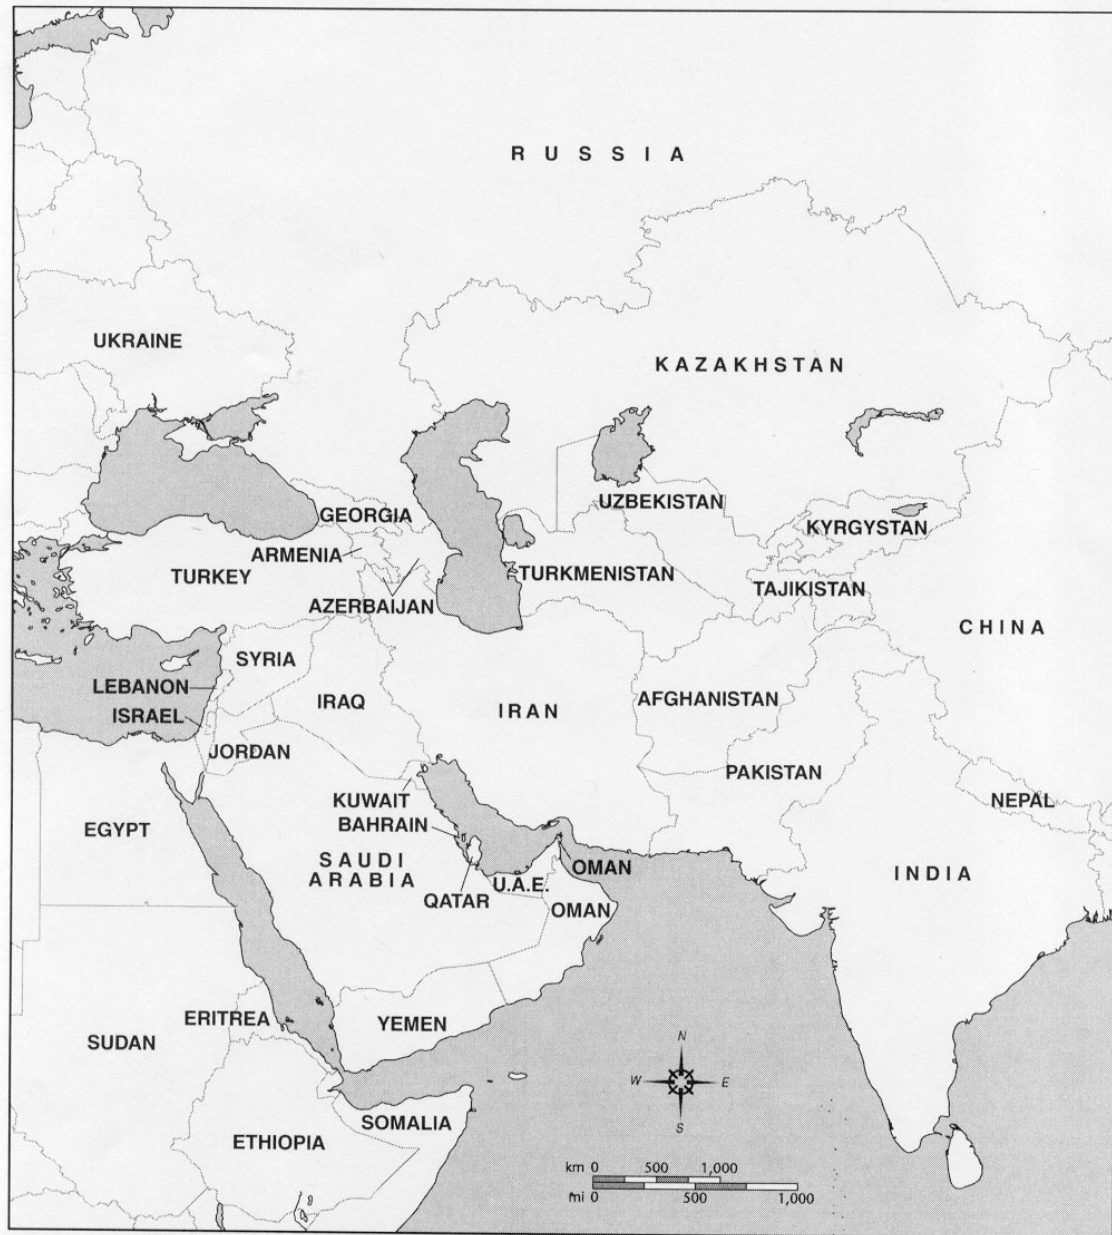 R U S S I A
UKRAINE
KAZAKHSTAN
UZBEKISTAN
GEORGIA
KYRGYSTAN
ARMENIA
TURKEY
TURKMENISTAN
TAJIKISTAN
AZERBAIJAN
CHINA
SYRIA
LEBANON
IRAQ
IRAN
AFGHANISTAN
ISRAEL
JORDAN
PAKISTAN
KUWAIT
NEPAL
BAHRAIN
EGYPT
SAUDI
ARABIA
OMAN
INDIA
U.A.E.
QATAR
OMAN
ERITREA
YEMEN
SUDAN
N
W
E
S
SOMALIA
ETHIOPIA
km 0 500 1,000
mi 0 500 1,000